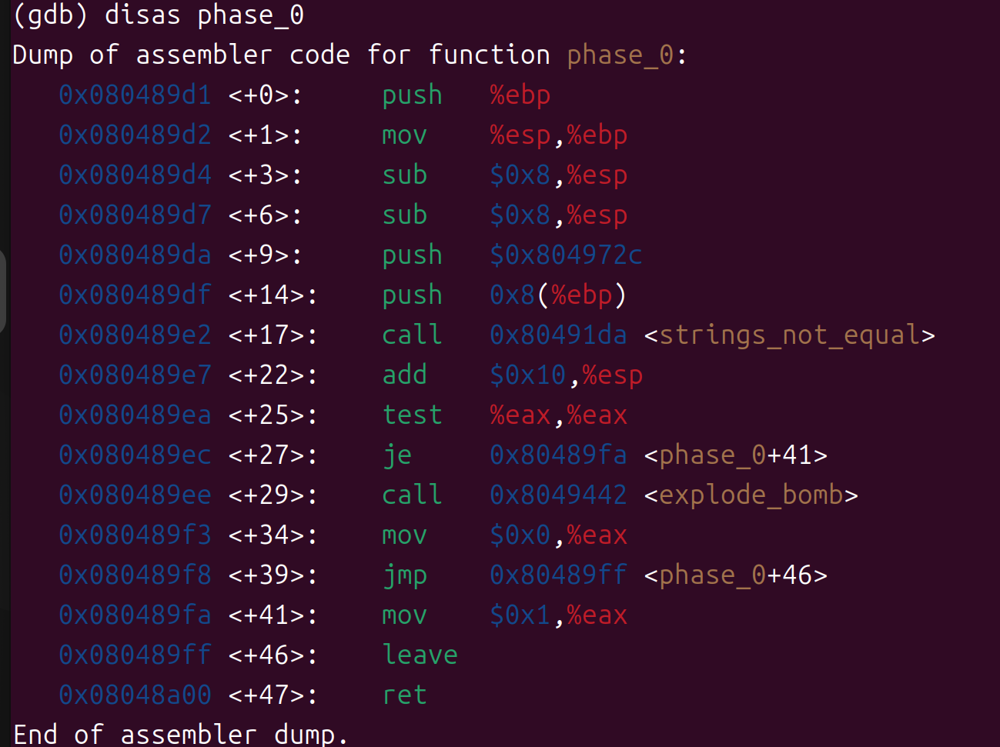 (gdb) disas phase_0
Dump of assembler code for function phase_0:
   0x080489d1 <+0>:     push   %ebp
   0x080489d2 <+1>:     mov    %esp,%ebp
   0x080489d4 <+3>:     sub    $0x8,%esp
   0x080489d7 <+6>:     sub    $0x8,%esp
   0x080489da <+9>:     push   $0x804972c
   0x080489df <+14>:    push   0x8(%ebp)
   0x080489e2 <+17>:    call   0x80491da <strings_not_equal>
   0x080489e7 <+22>:    add    $0x10,%esp
   0x080489ea <+25>:    test   %eax,%eax
   0x080489ec <+27>:    je     0x80489fa <phase_0+41>
   0x080489ee <+29>:    call   0x8049442 <explode_bomb>
   0x080489f3 <+34>:    mov    $0x0,%eax
   0x080489f8 <+39>:    jmp    0x80489ff <phase_0+46>
   0x080489fa <+41>:    mov    $0x1,%eax
   0x080489ff <+46>:    leave
   0x08048a00 <+47>:    ret
End of assembler dump.